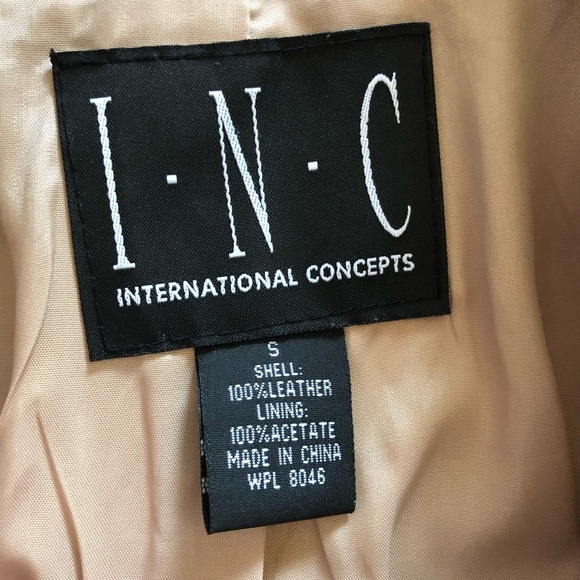 I·N·C
INTERNATIONAL CONCEPTS
S
SHELL:
100%LEATHER
LINING:
100%ACETATE
MADE IN CHINA
WPL 8046